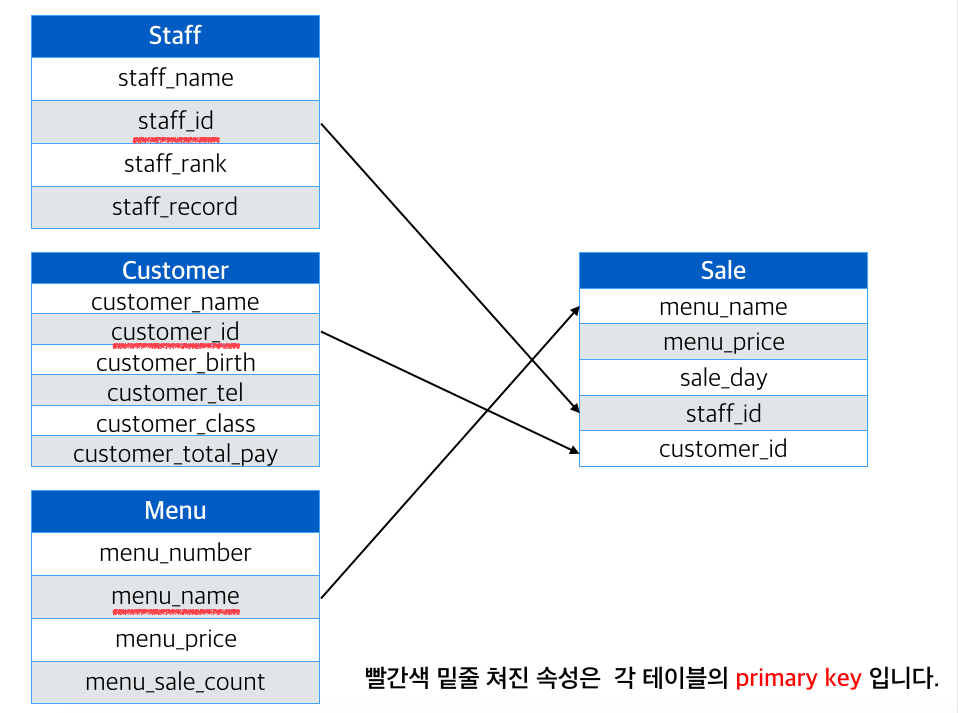 Staff
staff_name
staff_id
staff_rank
staff_record
Customer
customer_name
customer_id
customer_birth
customer_tel
customer_class
customer_total_pay
Menu
menu_number
menu_name
menu_price
menu_sale_count
Sale
menu_name
menu_price
sale_day
staff_id
customer_id
빨간색 밑줄 쳐진 속성은 각 테이블의 primary key 입니다.